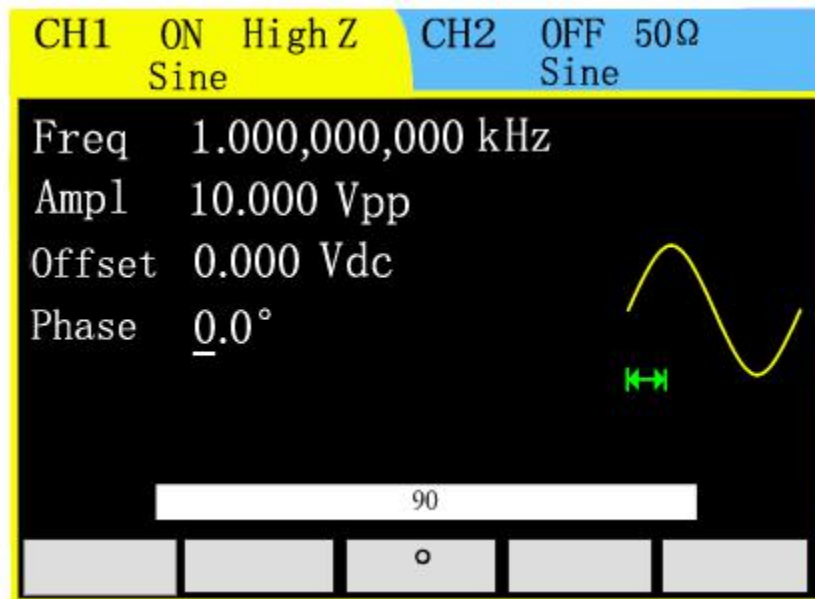 CH1 ON High Z CH2 OFF 50Ω
Sine Sine
Freq 1.000,000,000 kHz
Ampl 10.000 Vpp
Offset 0.000 Vdc
Phase 0.0°
90
°